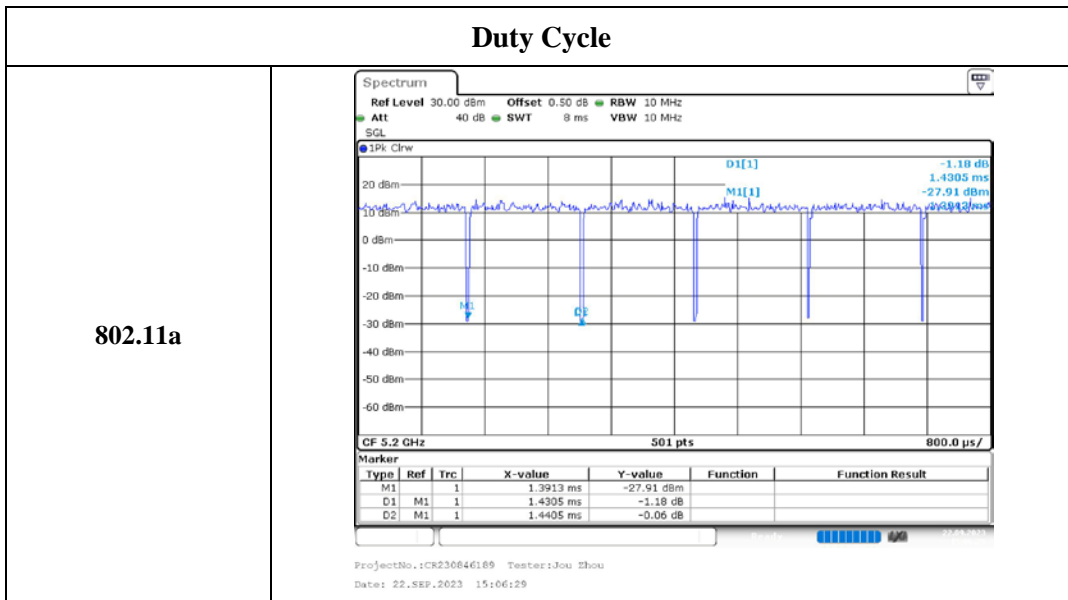 Duty Cycle
802.11a
Spectrum
Ref Level 30.00 dBm Offset 0.50 dB RBW 10 MHz
Att 40 dB SWT 8 ms VBW 10 MHz
SGL
1Pk Clrw
D1[1] -1.18 dB
1.4305 ms
M1[1] -27.91 dBm
20 dBm
10 dBm
0 dBm
-10 dBm
-20 dBm
M1
D2
-30 dBm
-40 dBm
-50 dBm
-60 dBm
CF 5.2 GHz 501 pts 800.0 µs/
Marker
Type Ref Trc X-value Y-value Function Function Result
M1 1 1.3913 ms -27.91 dBm
D1 M1 1 1.4305 ms -1.18 dB
D2 M1 1 1.4405 ms -0.06 dB
ProjectNo.:CR230846189 Tester:Jou Zhou
Date: 22.SEP.2023 15:06:29